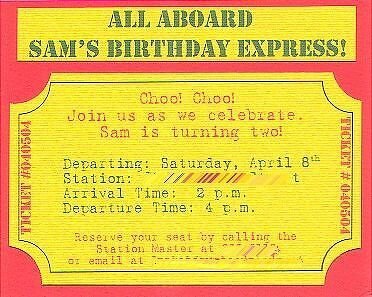 ALL ABOARD
SAM'S BIRTHDAY EXPRESS!
Choo! Choo!
Join us as we celebrate.
Sam is turning two!
Departing: Saturday, April 8th
Station:
Arrival Time: 2 p.m.
Departure Time: 4 p.m.
Reserve your seat by calling the
Station Master at
or email at
TICKET #040504
TICKET # 040504